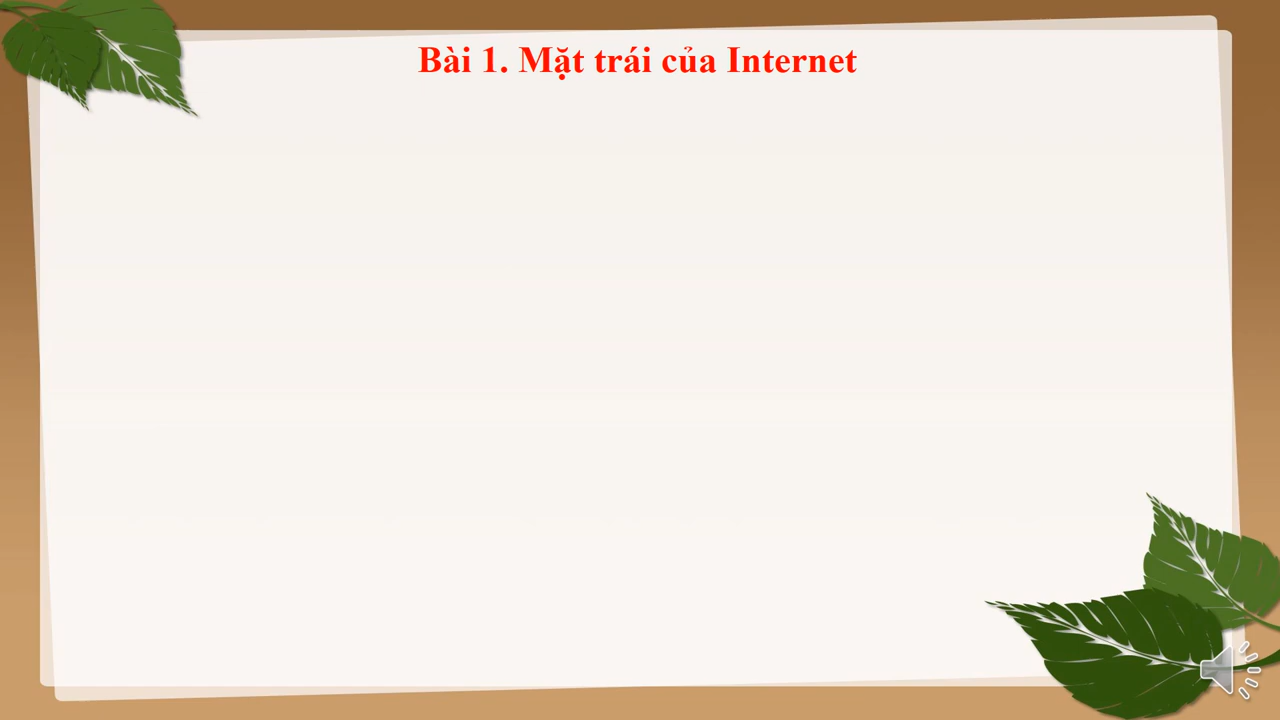 Bài 1. Mặt trái của Internet